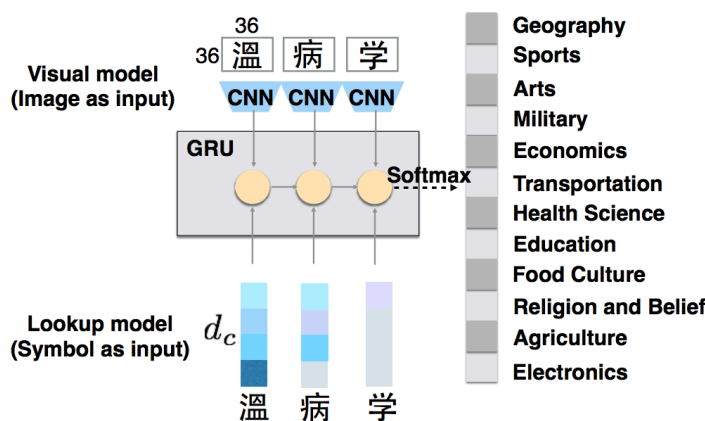 36
36
溫 病 学
Visual model
(Image as input)
CNN CNN CNN
GRU
Softmax
Lookup model
(Symbol as input)
d_c
溫 病 学
Geography
Sports
Arts
Military
Economics
Transportation
Health Science
Education
Food Culture
Religion and Belief
Agriculture
Electronics